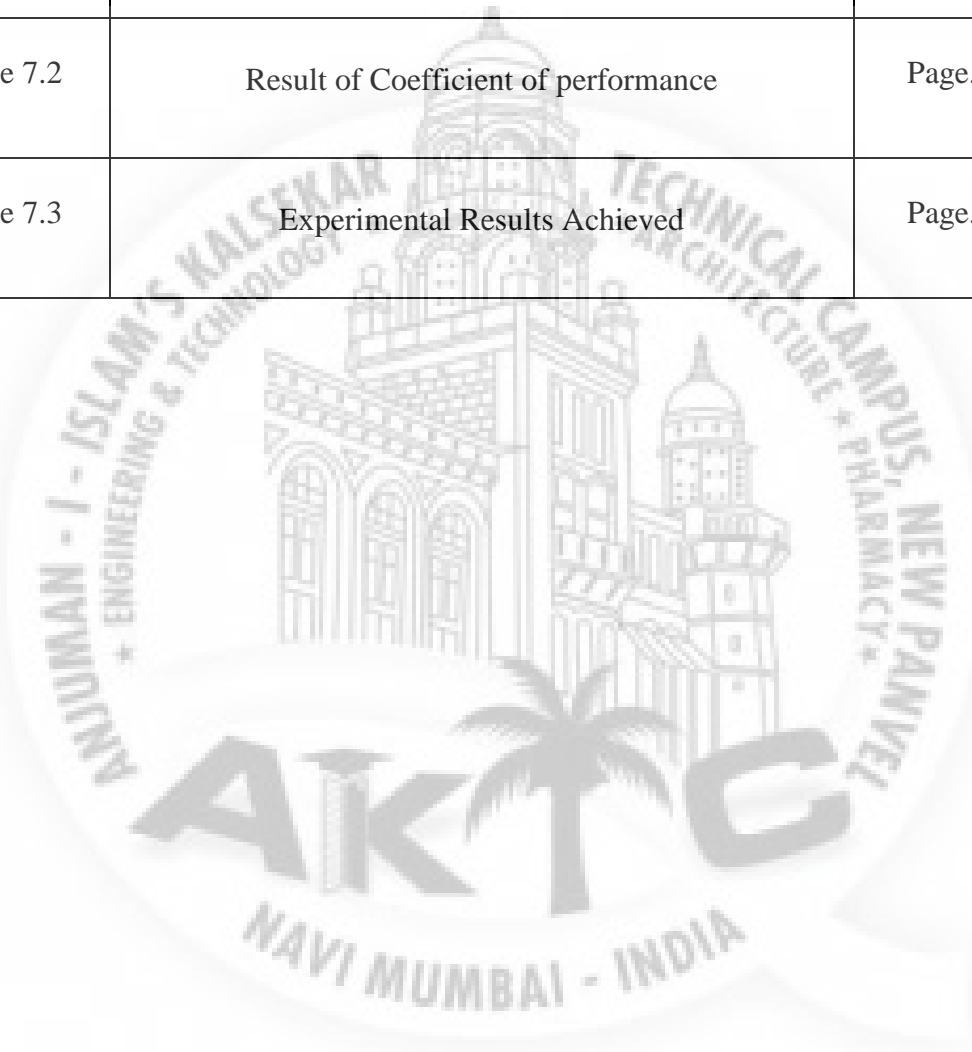 e 7.2 Result of Coefficient of performance Page.
e 7.3 Experimental Results Achieved Page.
ANJUMAN - I - ISLAM'S KALSEKAR TECHNICAL CAMPUS, NEW PANVEL
* ENGINEERING & TECHNOLOGY * ARCHITECTURE * PHARMACY *
AKTC
NAVI MUMBAI - INDIA